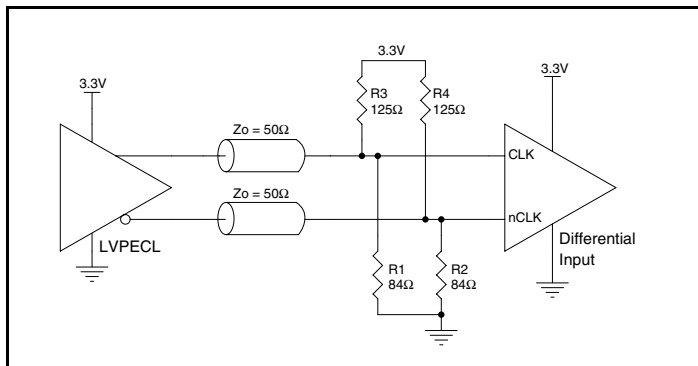 3.3V
3.3V
3.3V
R3
125Ω
R4
125Ω
Zo = 50Ω
CLK
Zo = 50Ω
nCLK
LVPECL
Differential
Input
R1
84Ω
R2
84Ω